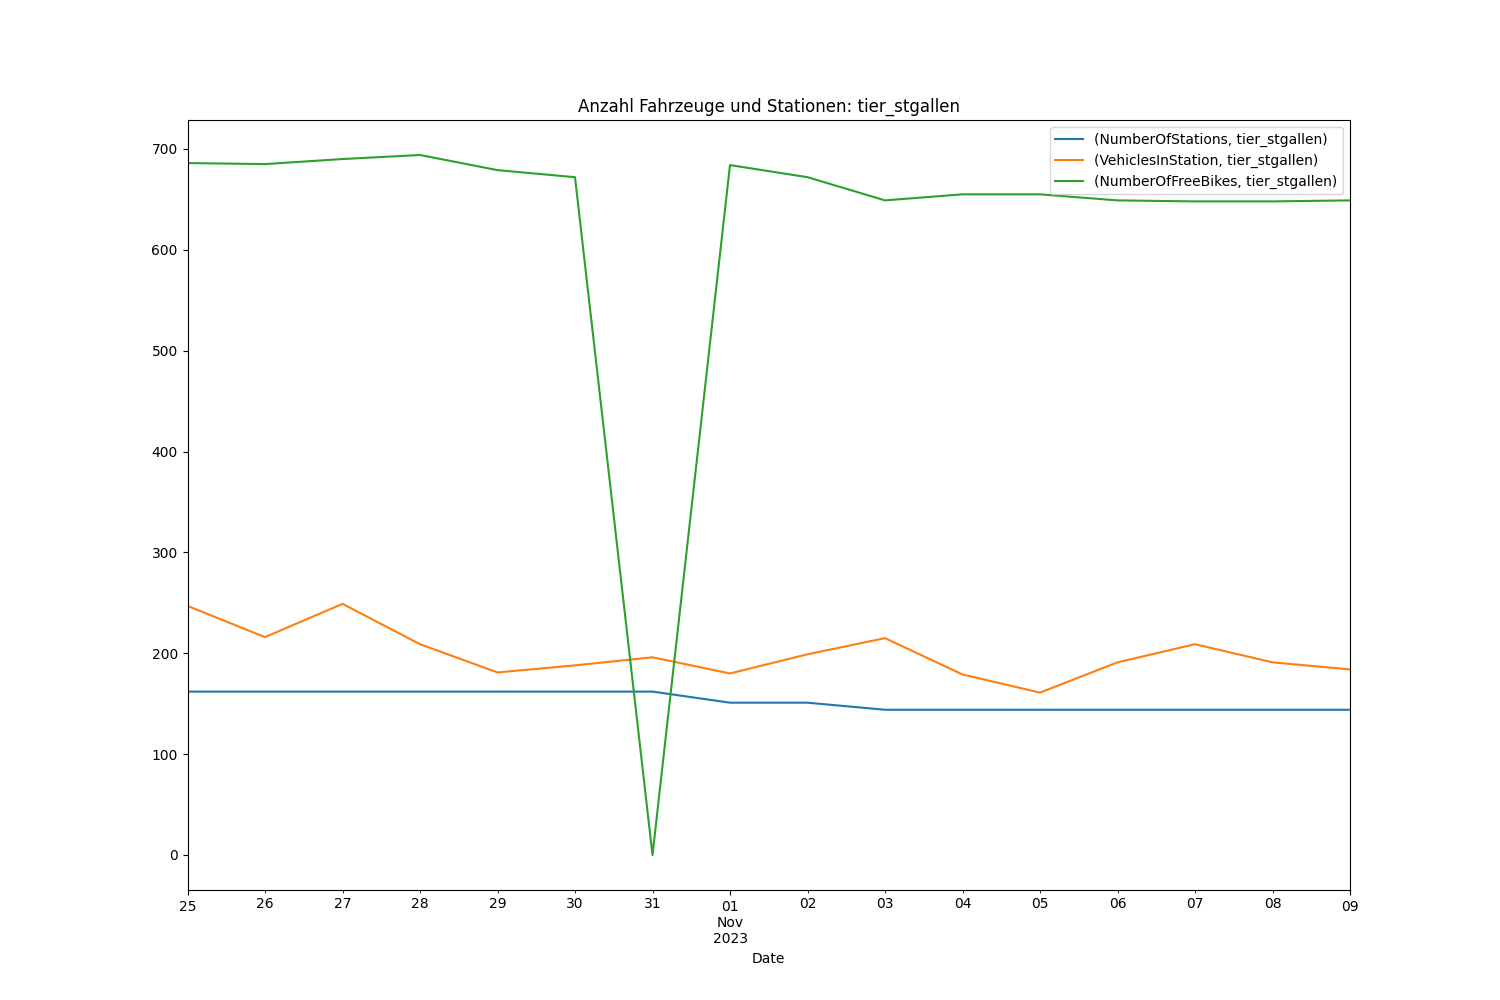 Anzahl Fahrzeuge und Stationen: tier_stgallen
(NumberOfStations, tier_stgallen)
(VehiclesInStation, tier_stgallen)
(NumberOfFreeBikes, tier_stgallen)
700
600
500
400
300
200
100
0
25 26 27 28 29 30 31 01 02 03 04 05 06 07 08 09
Nov
2023
Date